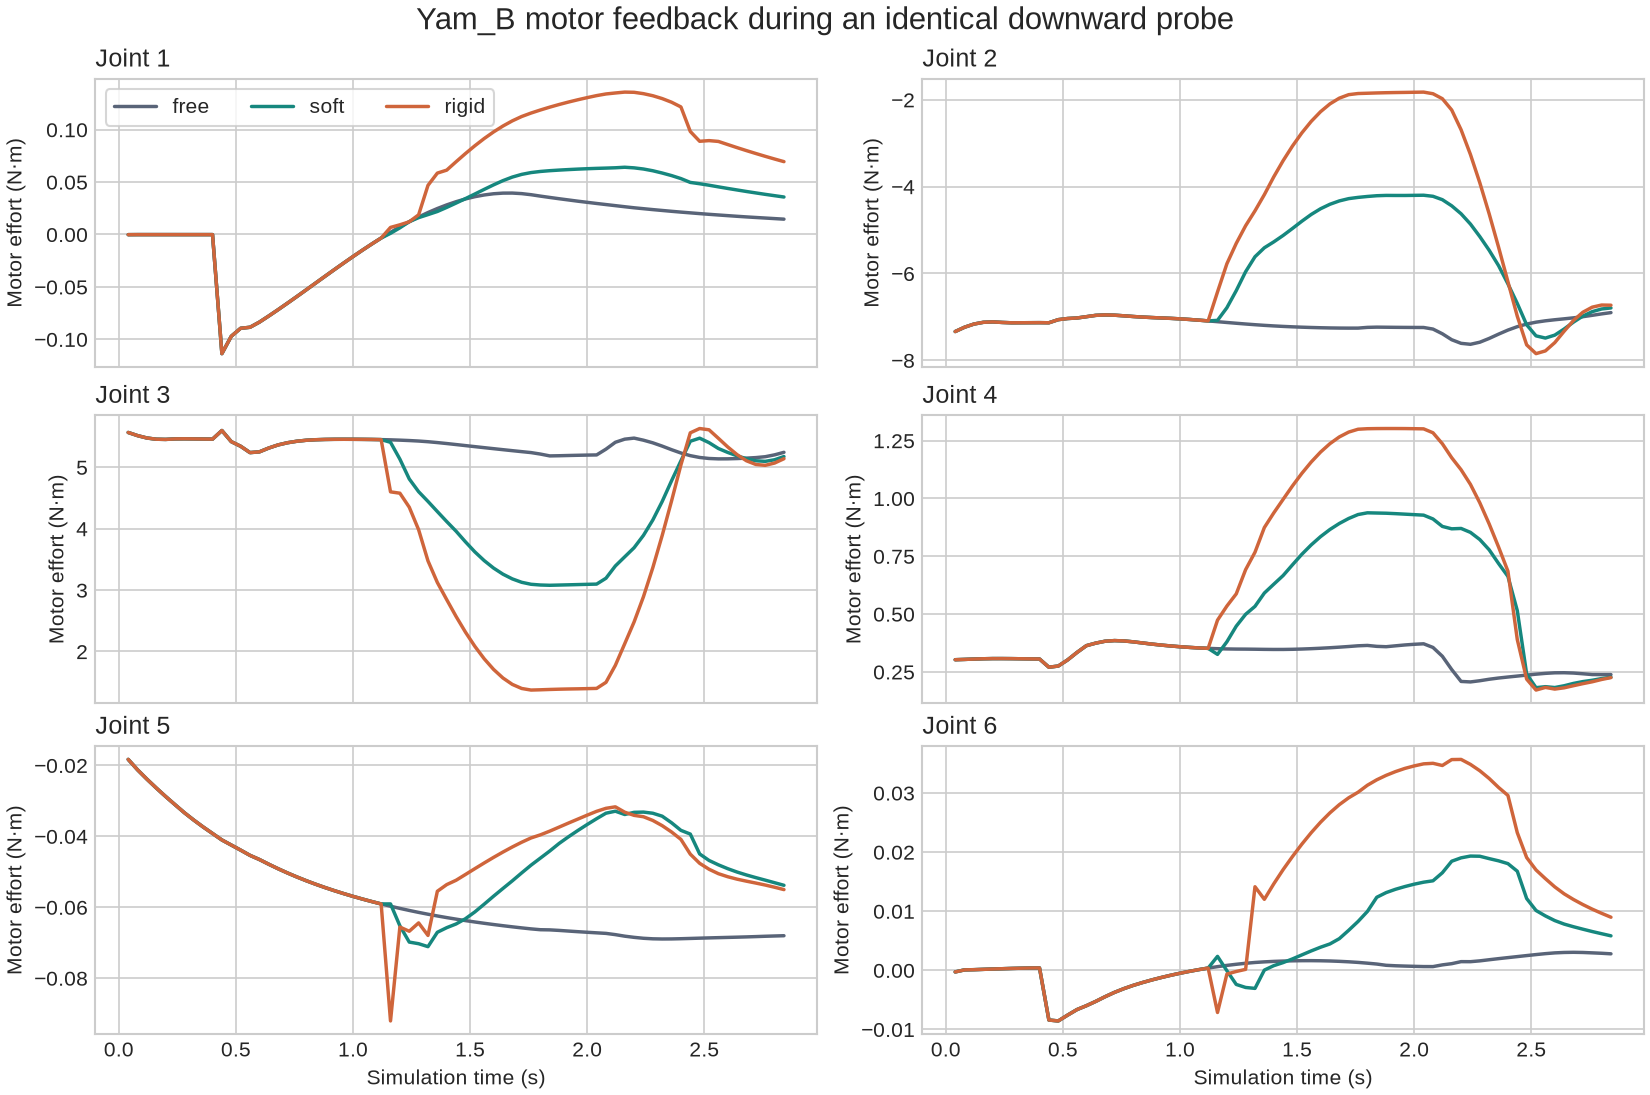 Yam_B motor feedback during an identical downward probe
Joint 1
Joint 2
free soft rigid
Motor effort (N·m)
0.10
0.05
0.00
−0.05
−0.10
Motor effort (N·m)
−2
−4
−6
−8
Joint 3
Joint 4
Motor effort (N·m)
5
4
3
2
Motor effort (N·m)
1.25
1.00
0.75
0.50
0.25
Joint 5
Joint 6
Motor effort (N·m)
−0.02
−0.04
−0.06
−0.08
0.0 0.5 1.0 1.5 2.0 2.5
Simulation time (s)
Motor effort (N·m)
0.03
0.02
0.01
0.00
−0.01
0.0 0.5 1.0 1.5 2.0 2.5
Simulation time (s)